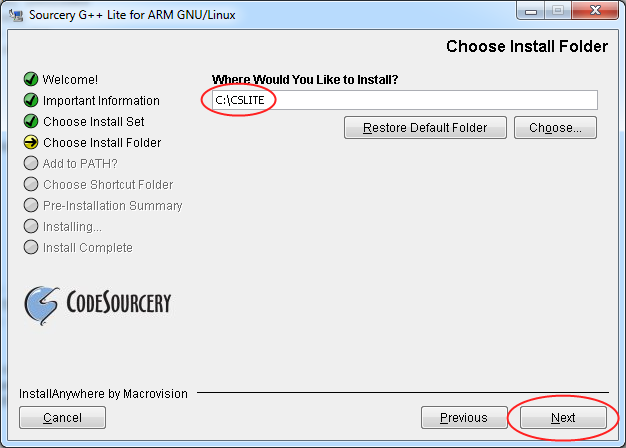 Sourcery G++ Lite for ARM GNU/Linux
Choose Install Folder
Welcome!
Important Information
Choose Install Set
Choose Install Folder
Add to PATH?
Choose Shortcut Folder
Pre-Installation Summary
Installing...
Install Complete
Where Would You Like to Install?
C:\CSLITE
Restore Default Folder
Choose...
CODESOURCERY
InstallAnywhere by Macrovision
Cancel
Previous
Next